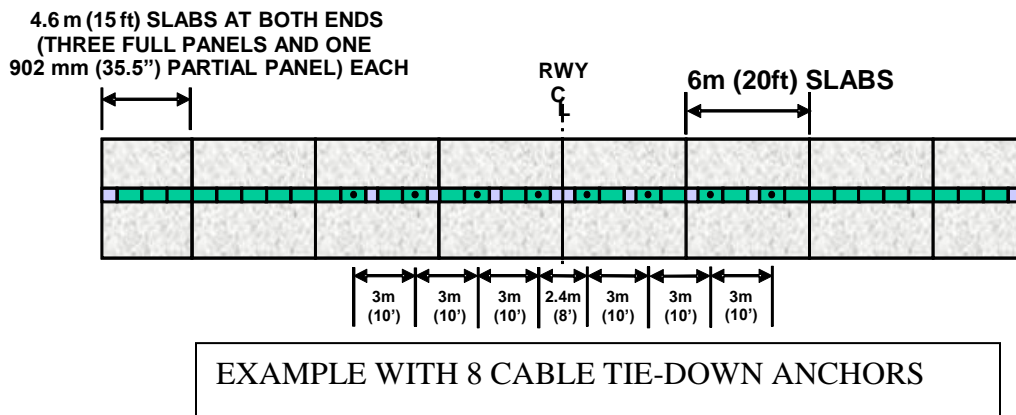 4.6 m (15 ft) SLABS AT BOTH ENDS
(THREE FULL PANELS AND ONE
902 mm (35.5”) PARTIAL PANEL) EACH
RWY
C
L
6m (20ft) SLABS
3m
(10’)
3m
(10’)
3m
(10’)
2.4m
(8’)
3m
(10’)
3m
(10’)
3m
(10’)
EXAMPLE WITH 8 CABLE TIE-DOWN ANCHORS